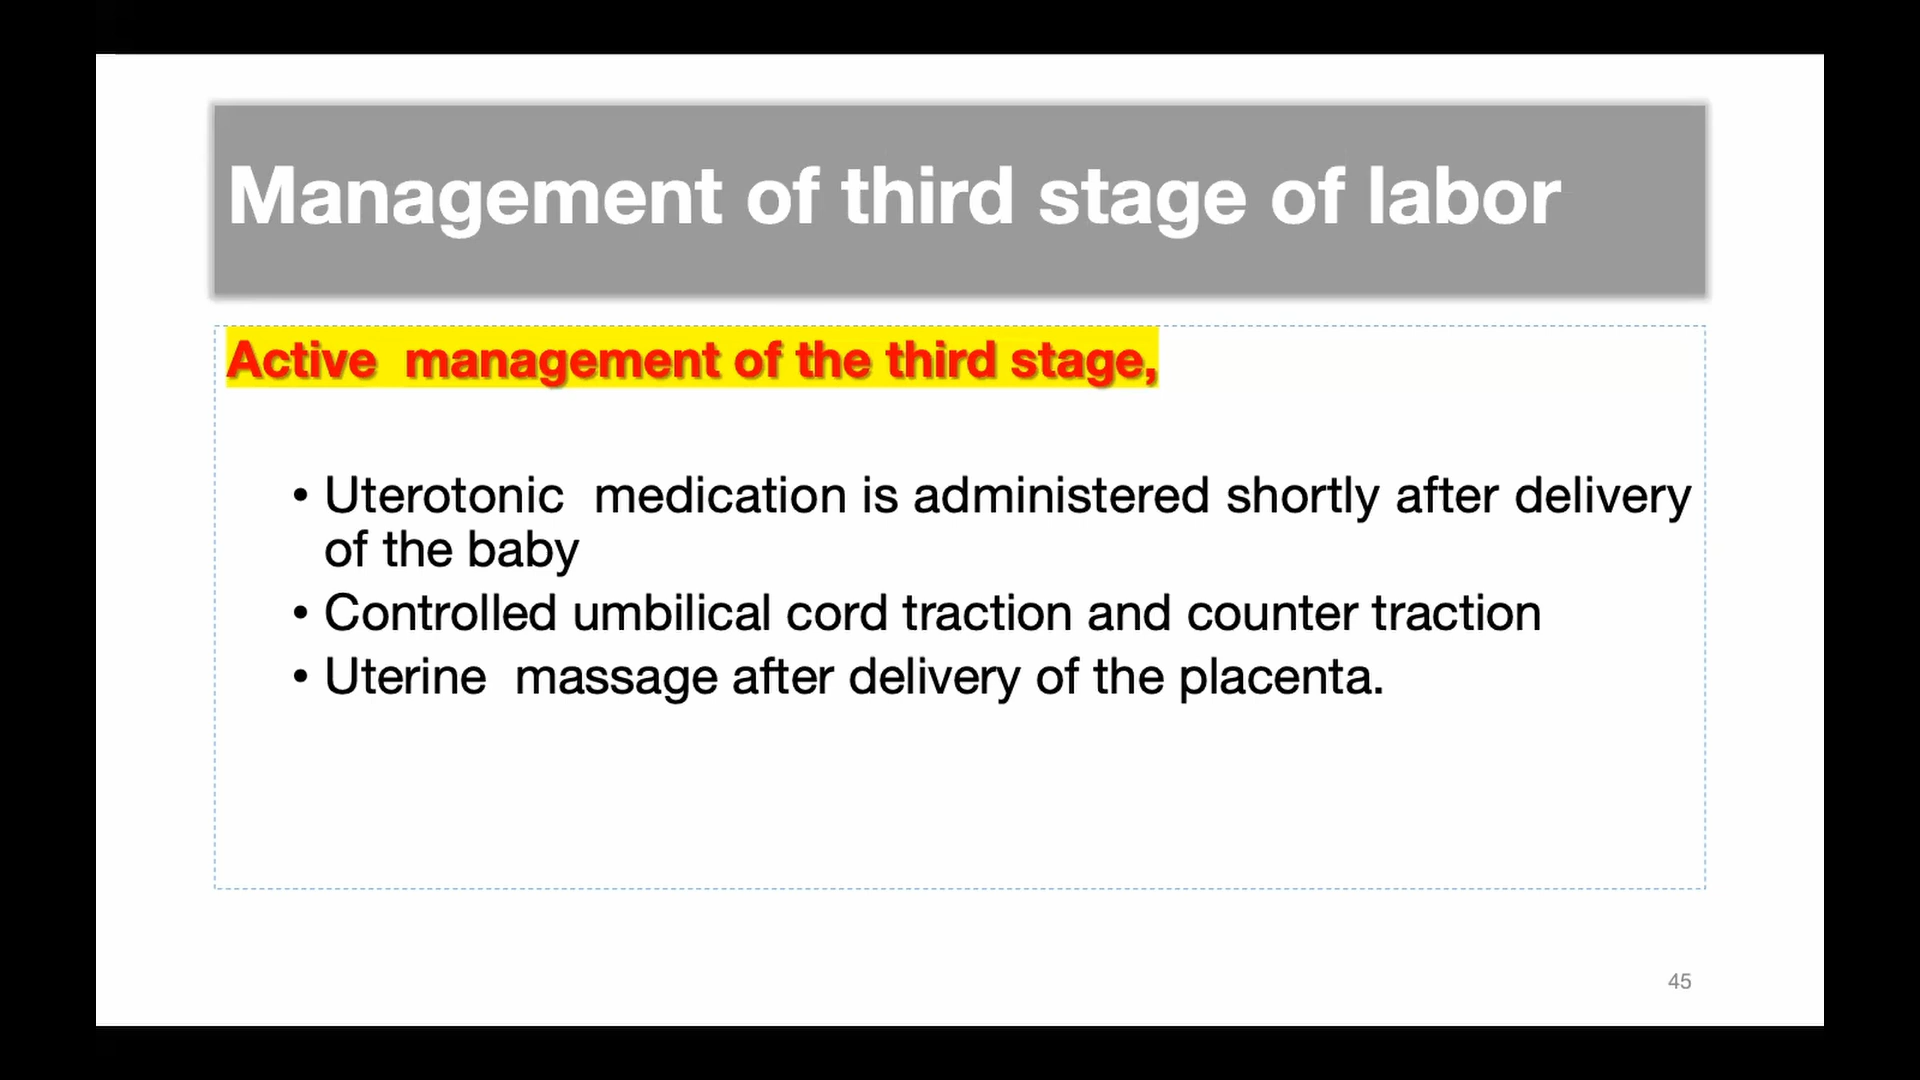 Management of third stage of labor
Active  management of the third stage,
• Uterotonic  medication is administered shortly after delivery
of the baby
• Controlled umbilical cord traction and counter traction
• Uterine  massage after delivery of the placenta.
45